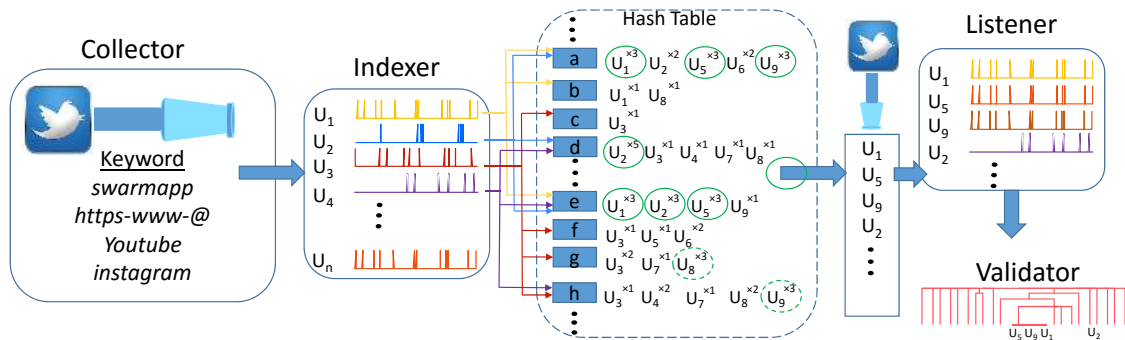 Collector
Keyword
swarmapp
https-www-@
Youtube
instagram
Indexer
U1
U2
U3
U4
Un
Hash Table
a U1×3 U2×2 U5×3 U6×2 U9×3
b U1×1 U8×1
c U3×1
d U2×5 U3×1 U4×1 U7×1 U8×1
e U1×3 U2×3 U5×3 U9×1
f U3×1 U5×1 U6×2
g U3×2 U7×1 U8×3
h U3×1 U4×2 U7×1 U8×2 U9×3
U1
U5
U9
U2
Listener
U1
U5
U9
U2
Validator
U5 U9 U1 U2